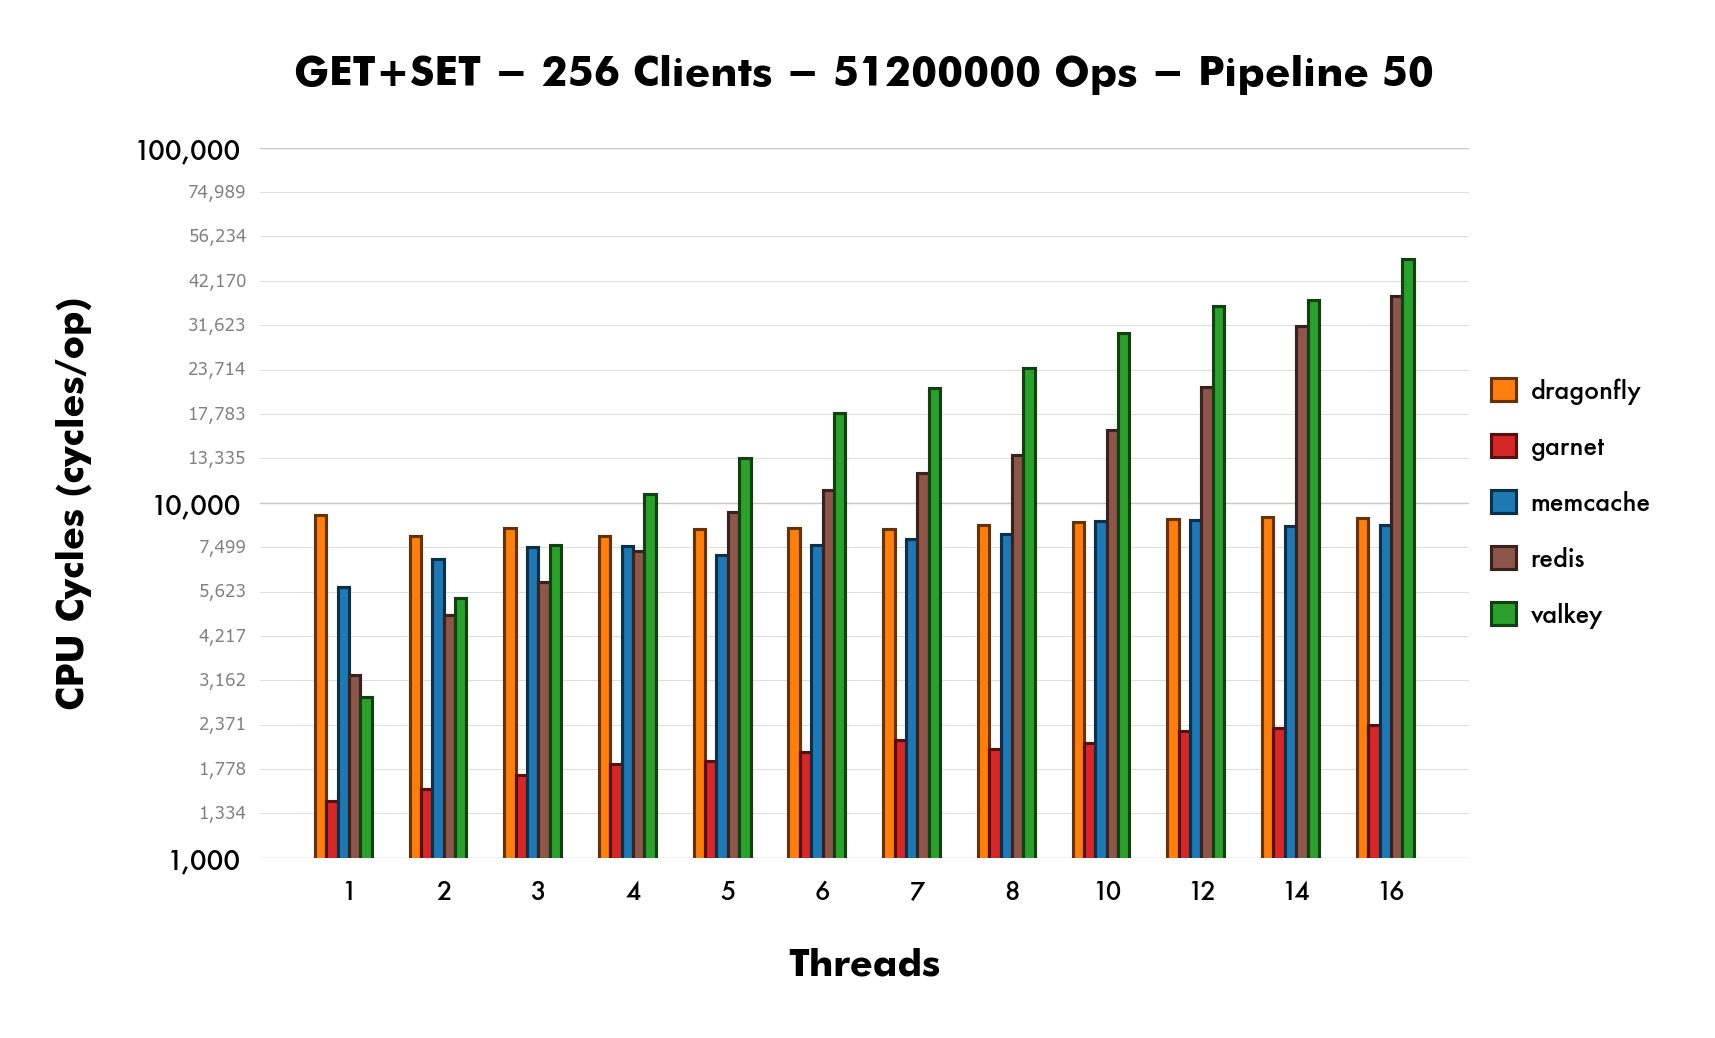 GET+SET – 256 Clients – 51200000 Ops – Pipeline 50
CPU Cycles (cycles/op)
100,000
74,989
56,234
42,170
31,623
23,714
17,783
13,335
10,000
7,499
5,623
4,217
3,162
2,371
1,778
1,334
1,000
1 2 3 4 5 6 7 8 10 12 14 16
Threads
dragonfly
garnet
memcache
redis
valkey